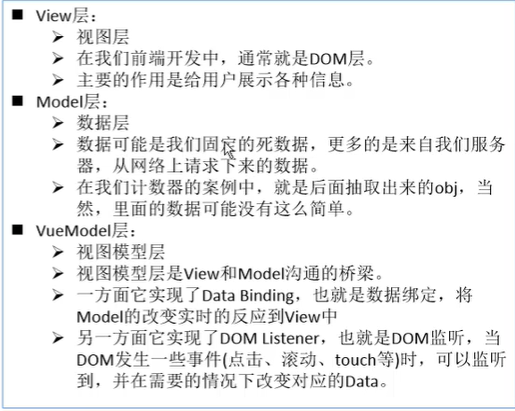 View层：
视图层
在我们前端开发中，通常就是DOM层。
主要的作用是给用户展示各种信息。
Model层：
数据层
数据可能是我们固定的死数据，更多的是来自我们服务
器，从网络上请求下来的数据。
在我们计数器的案例中，就是后面抽取出来的obj，当
然，里面的数据可能没有这么简单。
VueModel层：
视图模型层
视图模型层是View和Model沟通的桥梁。
一方面它实现了Data Binding，也就是数据绑定，将
Model的改变实时的反应到View中
另一方面它实现了DOM Listener，也就是DOM监听，当
DOM发生一些事件(点击、滚动、touch等)时，可以监听
到，并在需要的情况下改变对应的Data。